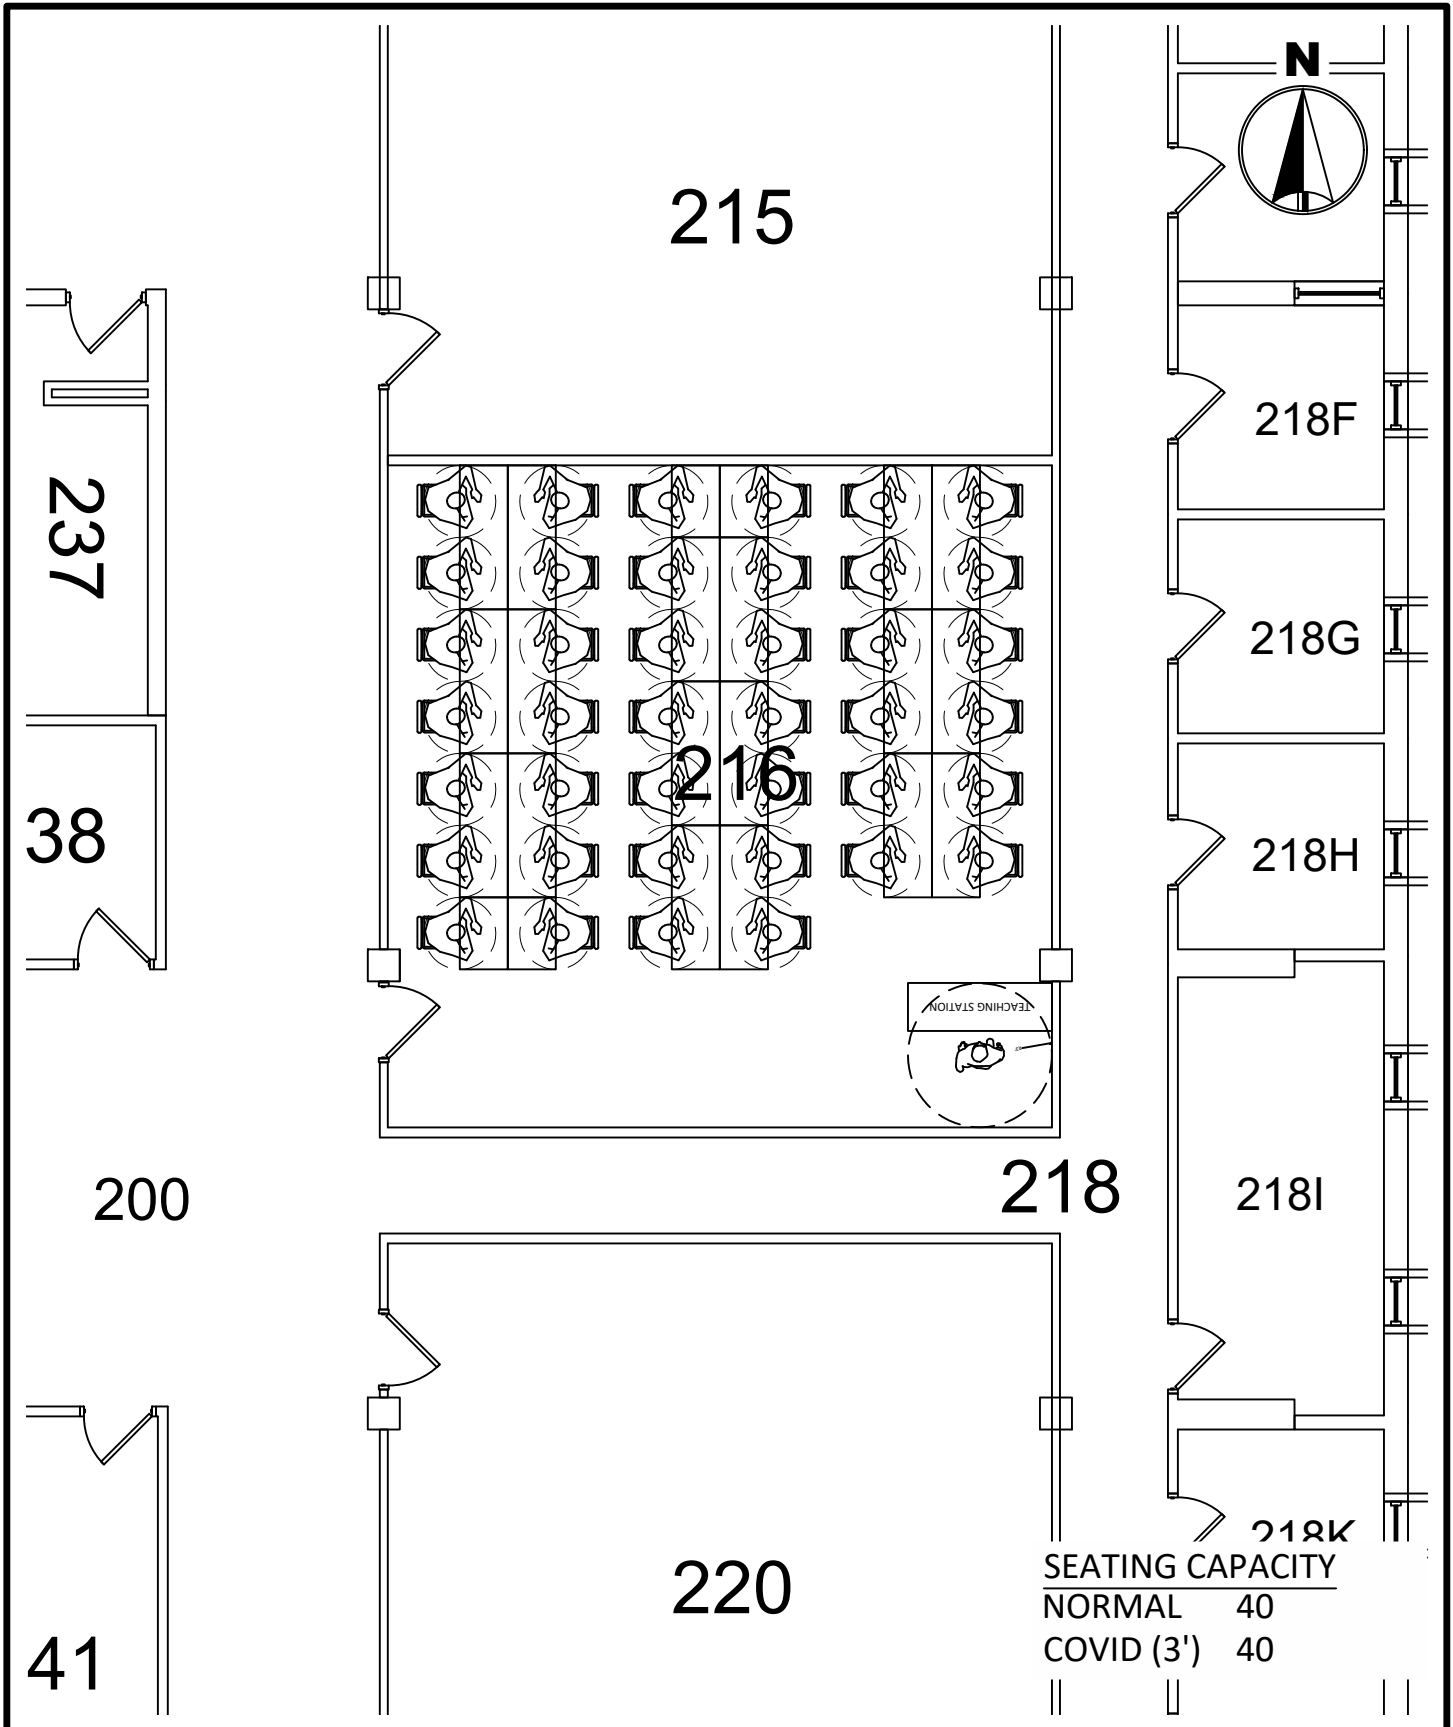 N
215
218F
237
218G
216
38
218H
TEACHING STATION
218
200
218I
218K
SEATING CAPACITY
NORMAL 40
COVID (3') 40
220
41